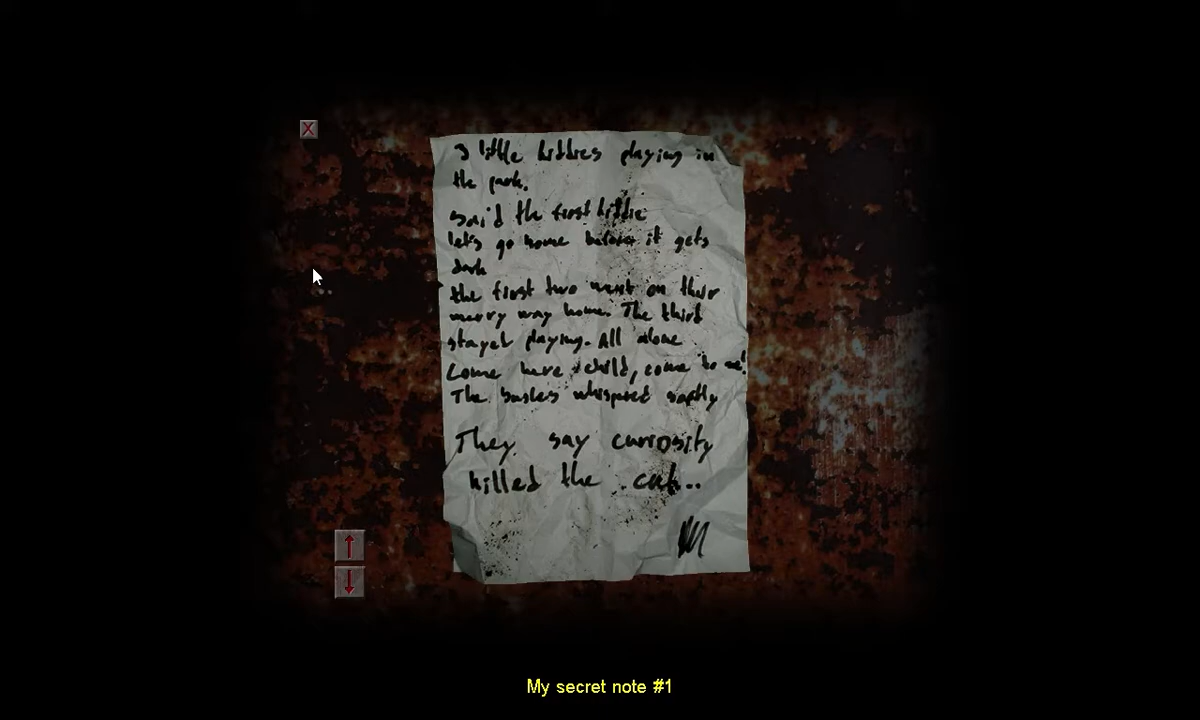 X
3 little kiddies playing in
the park.
said the first kiddie
let's go home before it gets
dark
the first two went on their
merry way home. The third
stayed playing. All alone
Come here child, come to me!
The bushes whispered softly
They say curiosity
killed the cat..
My secret note #1